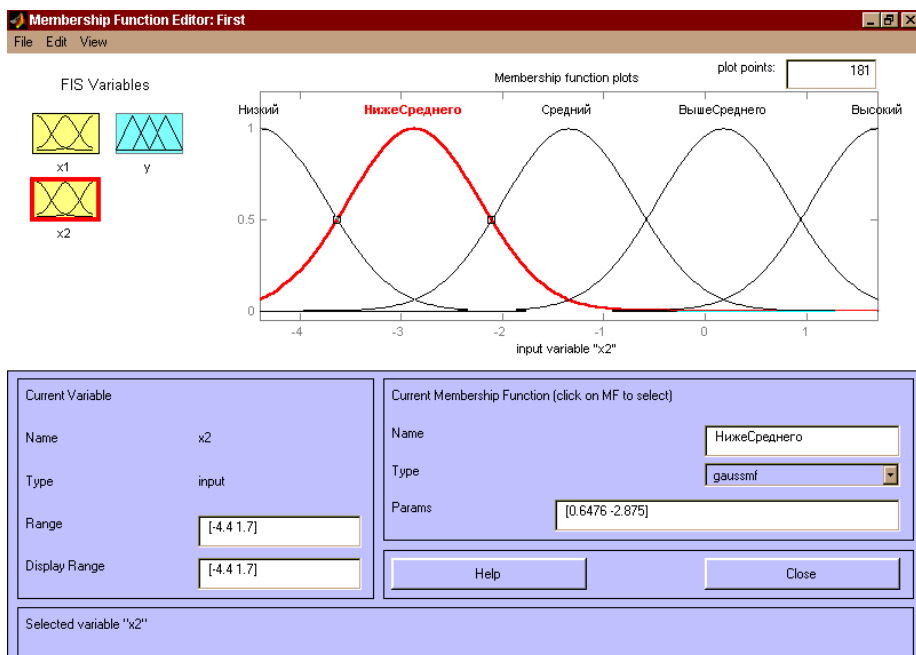 Membership Function Editor: First
File Edit View
FIS Variables
x1
y
x2
Membership function plots
plot points:
181
Низкий
НижеСреднего
Средний
ВышеСреднего
Высокий
1
0.5
0
-4
-3
-2
-1
0
1
input variable "x2"
Current Variable
Name
x2
Type
input
Range
[-4.4 1.7]
Display Range
[-4.4 1.7]
Current Membership Function (click on MF to select)
Name
НижеСреднего
Type
gaussmf
Params
[0.6476 -2.875]
Help
Close
Selected variable "x2"